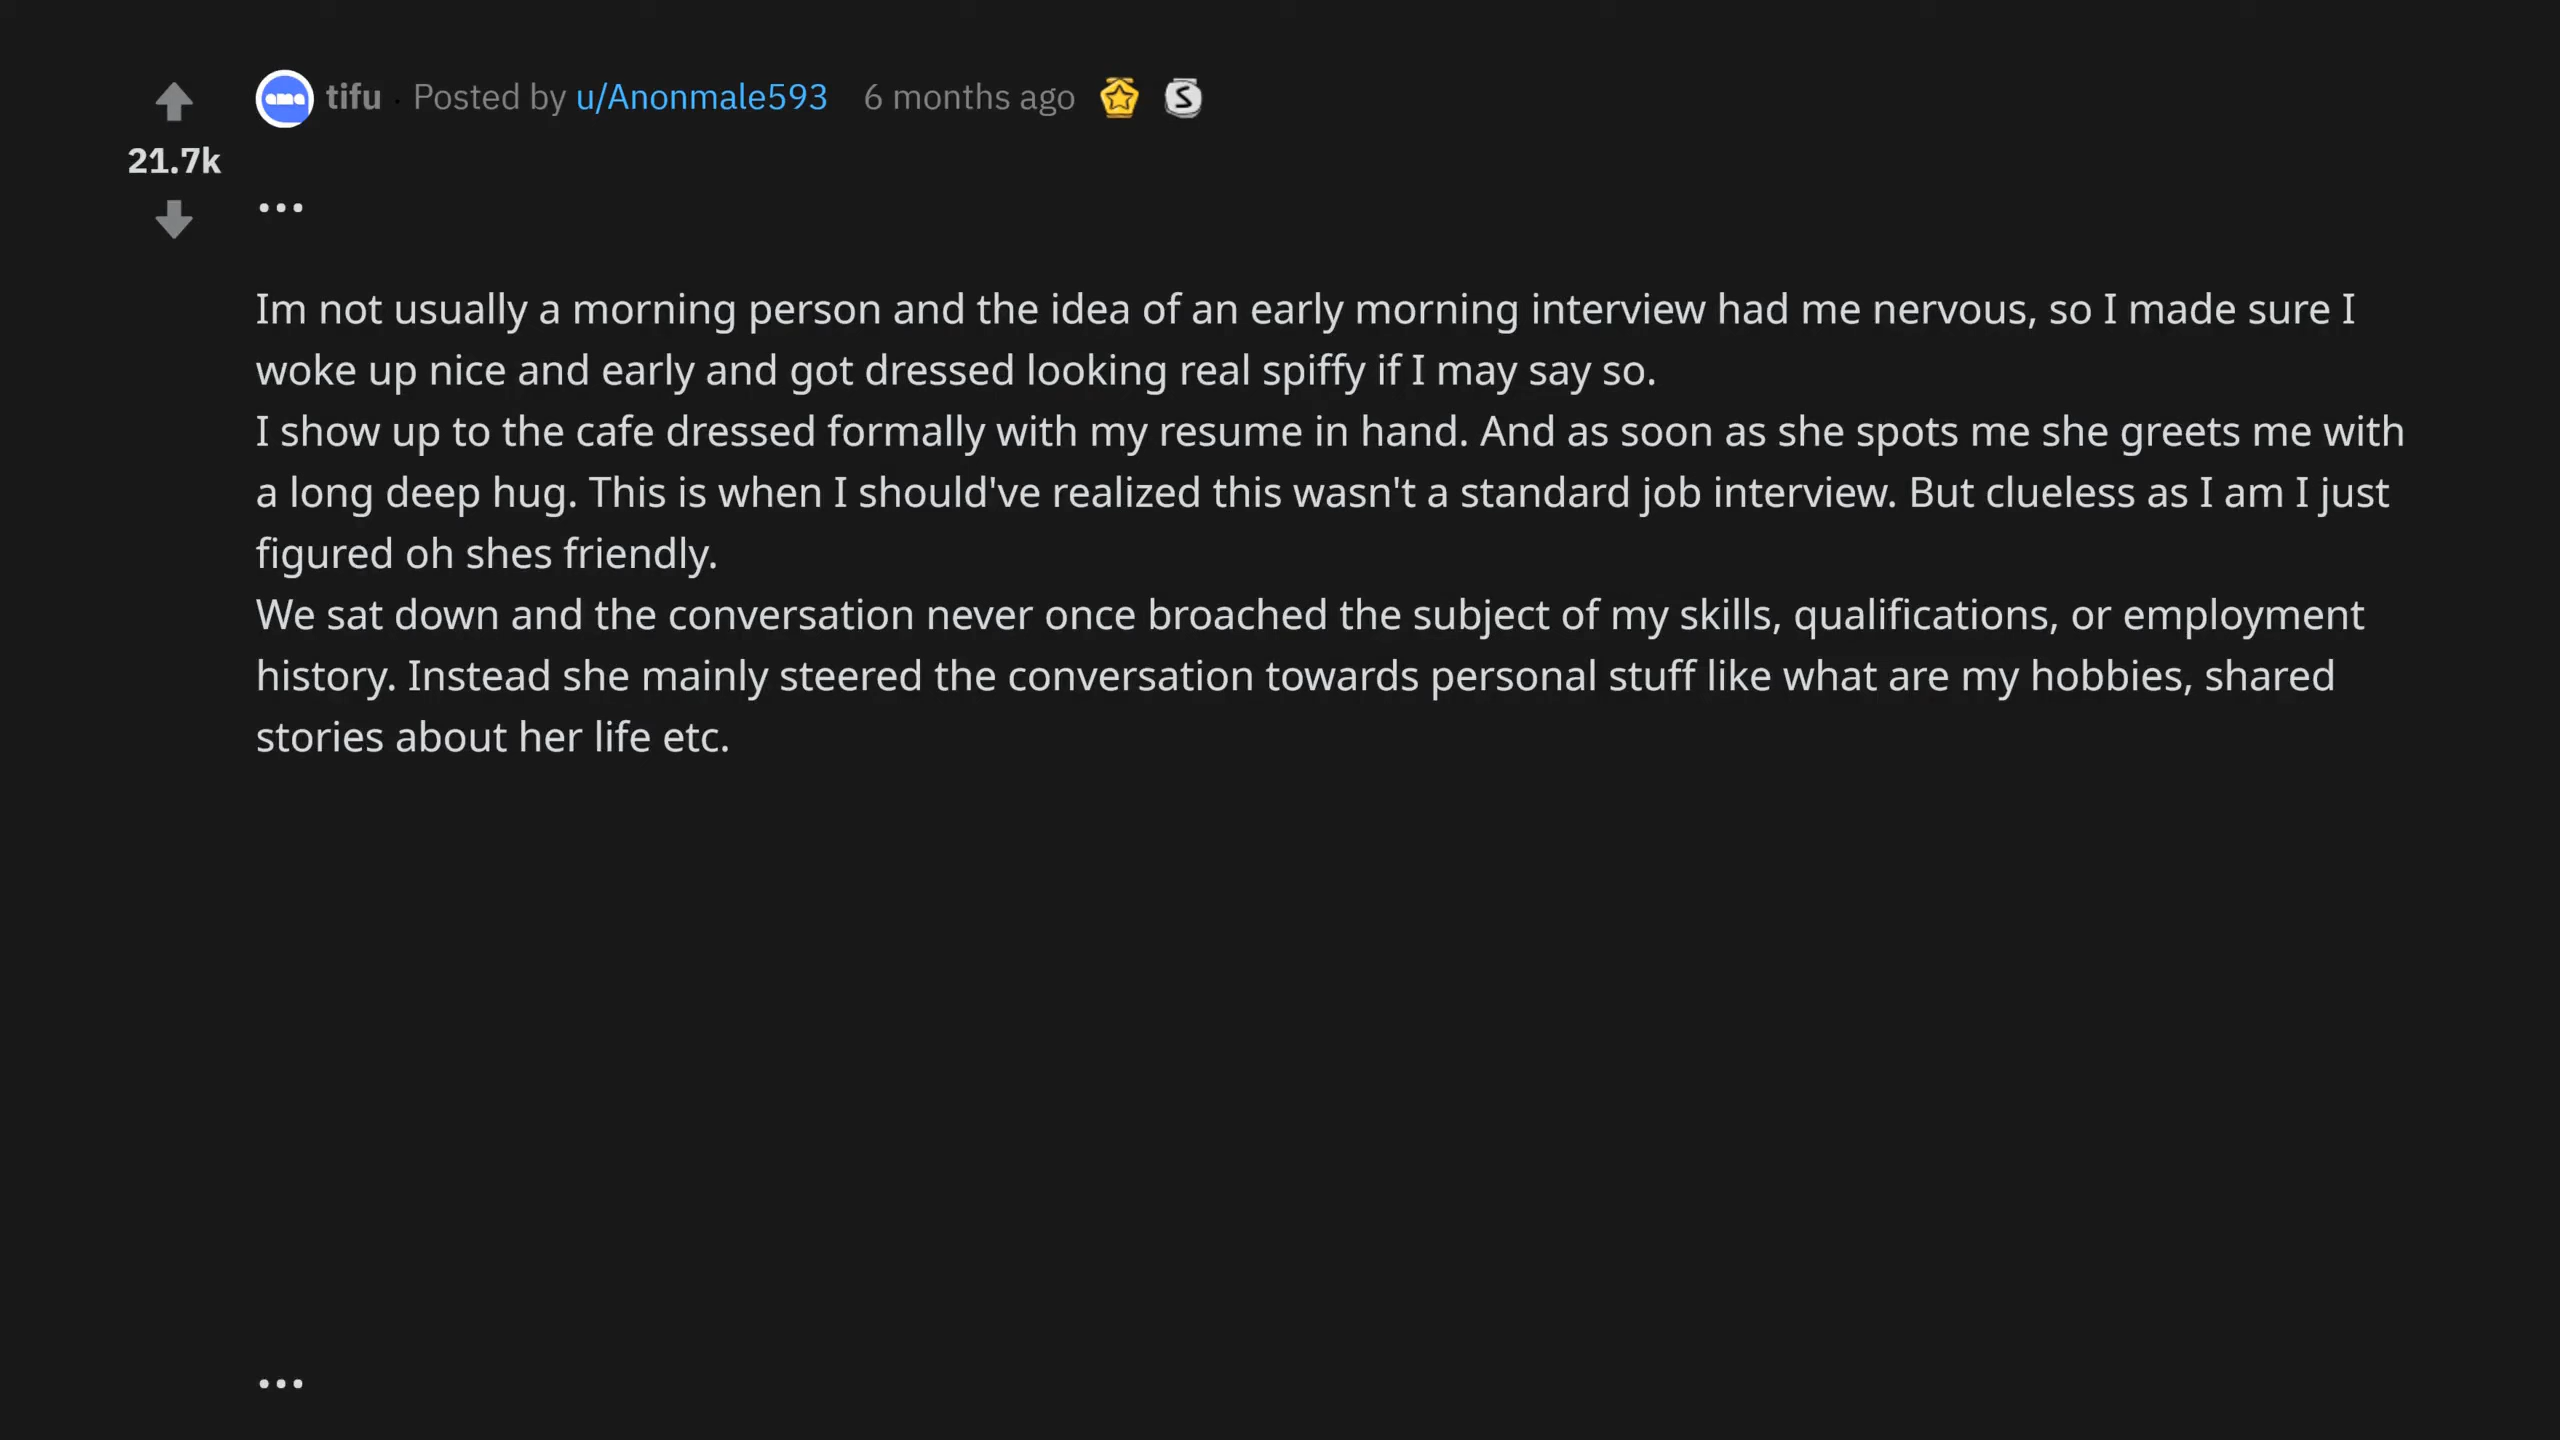 tifu · Posted by u/Anonmale593 6 months ago
21.7k
...
Im not usually a morning person and the idea of an early morning interview had me nervous, so I made sure I
woke up nice and early and got dressed looking real spiffy if I may say so.
I show up to the cafe dressed formally with my resume in hand. And as soon as she spots me she greets me with
a long deep hug. This is when I should've realized this wasn't a standard job interview. But clueless as I am I just
figured oh shes friendly.
We sat down and the conversation never once broached the subject of my skills, qualifications, or employment
history. Instead she mainly steered the conversation towards personal stuff like what are my hobbies, shared
stories about her life etc.
...